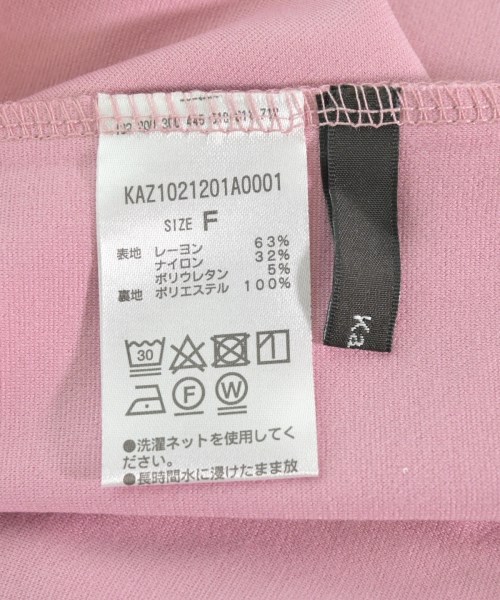 KAZ1021201A0001
SIZE F
表地 レーヨン 63%
ナイロン 32%
ポリウレタン 5%
裏地 ポリエステル 100%
30
F W
●洗濯ネットを使用してく
ださい。
●長時間水に浸けたまま放
Ka